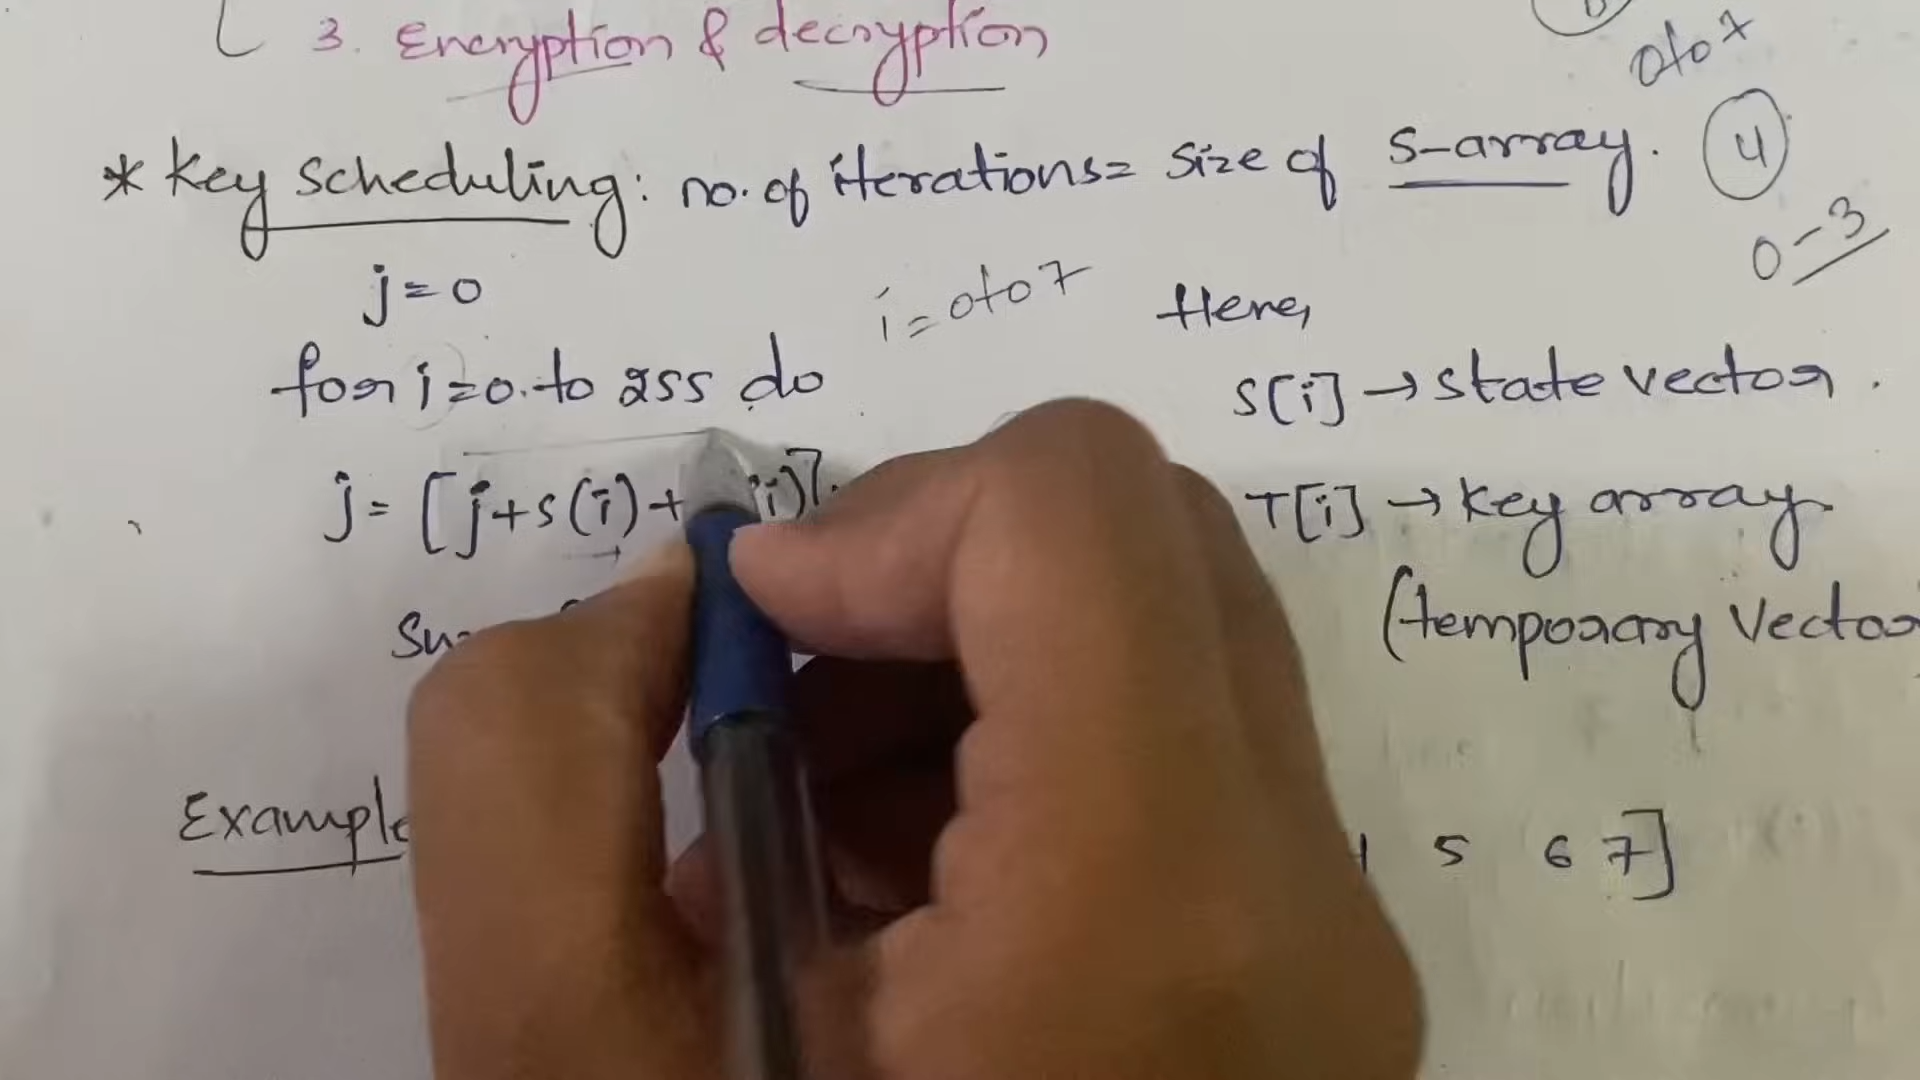 3. Encryption & decryption
0 to 7
* Key scheduling: no. of iterations = size of S-array. 4
0-3
j=0
i=0 to 7
Here,
for i=0 to 255 do
S[i] → state vector.
j= [j+s(i)+ (i)].
T[i] → key array
(temporary vector
Example
5 6 7]